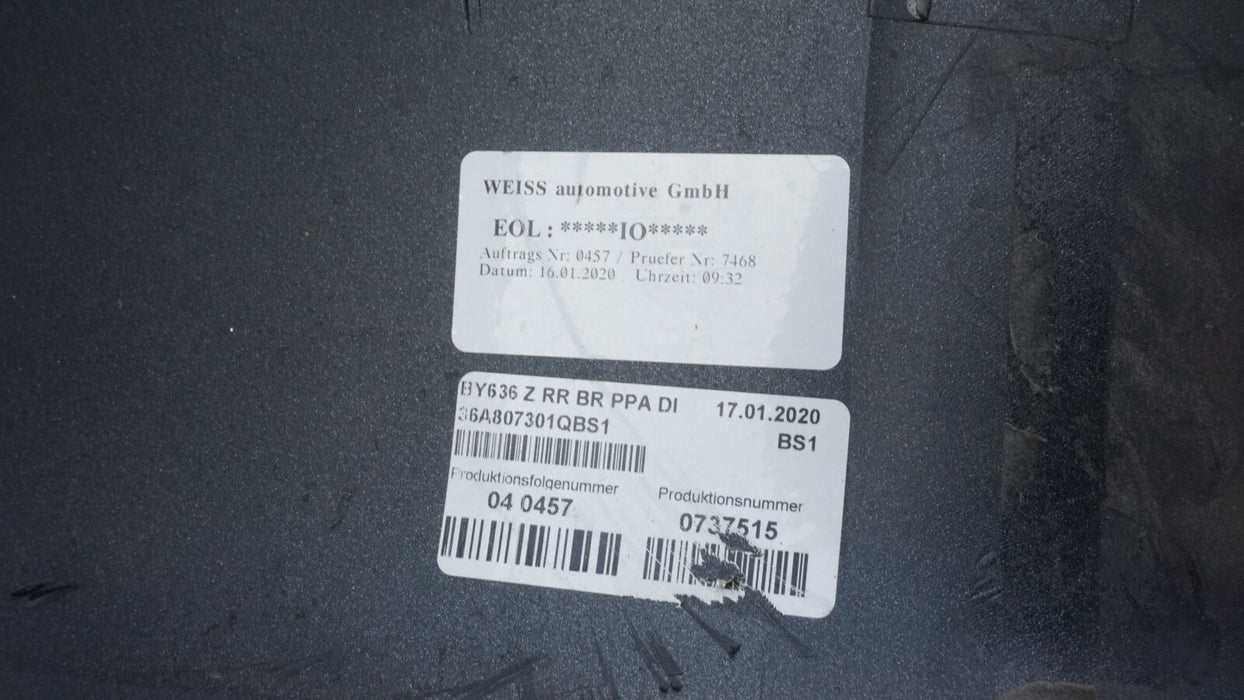 WEISS automotive GmbH
EOL : *****IO*****
Auftrags Nr: 0457 / Pruefer Nr: 7468
Datum: 16.01.2020 Uhrzeit: 09:32
BY636 Z RR BR PPA DI 17.01.2020
36A807301QBS1 BS1
Produktionsfolgenummer
Produktionsnummer
04 0457
0737515